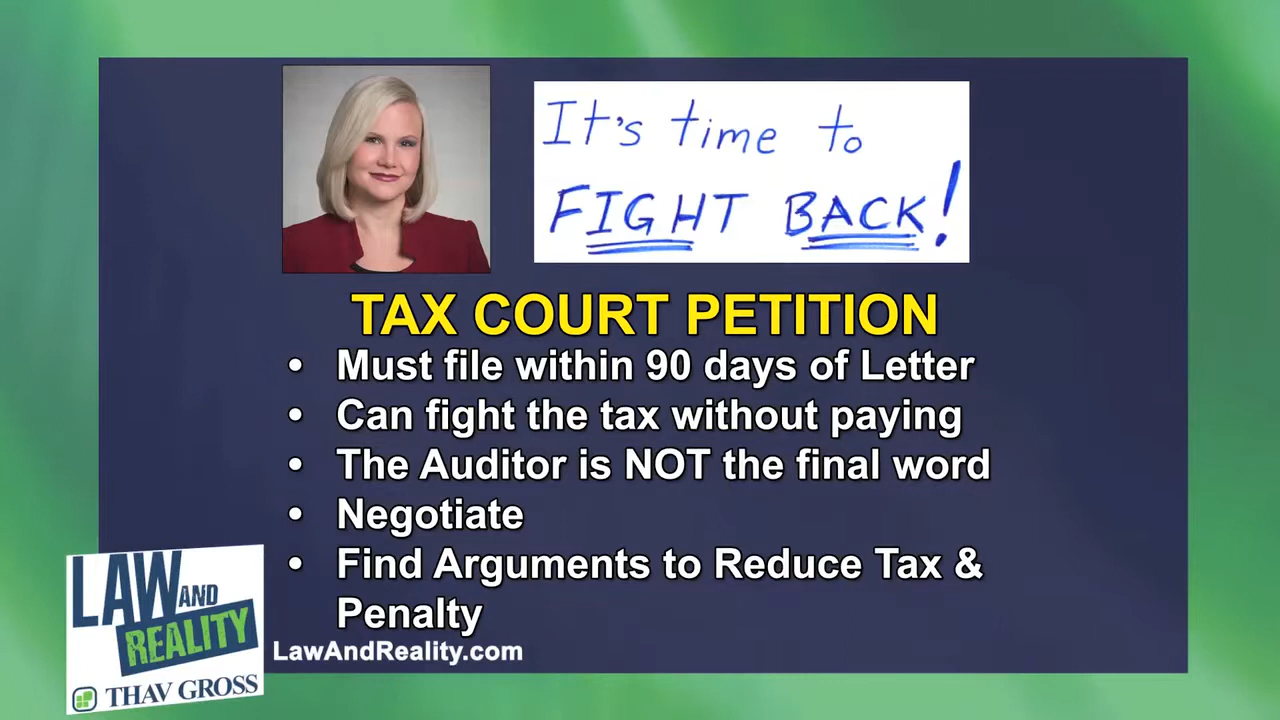 It's time to
FIGHT BACK!
TAX COURT PETITION
• Must file within 90 days of Letter
• Can fight the tax without paying
• The Auditor is NOT the final word
• Negotiate
• Find Arguments to Reduce Tax &
Penalty
LAW AND
REALITY
THAV GROSS
LawAndReality.com